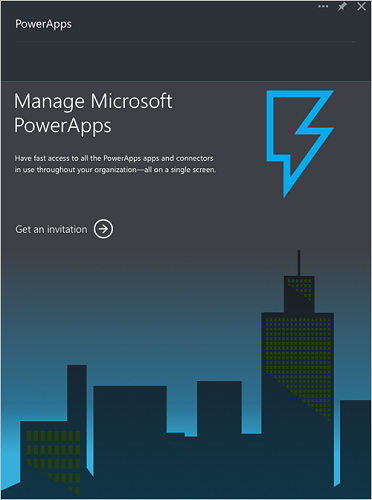 PowerApps
Manage Microsoft
PowerApps
Have fast access to all the PowerApps apps and connectors
in use throughout your organization—all on a single screen.
Get an invitation